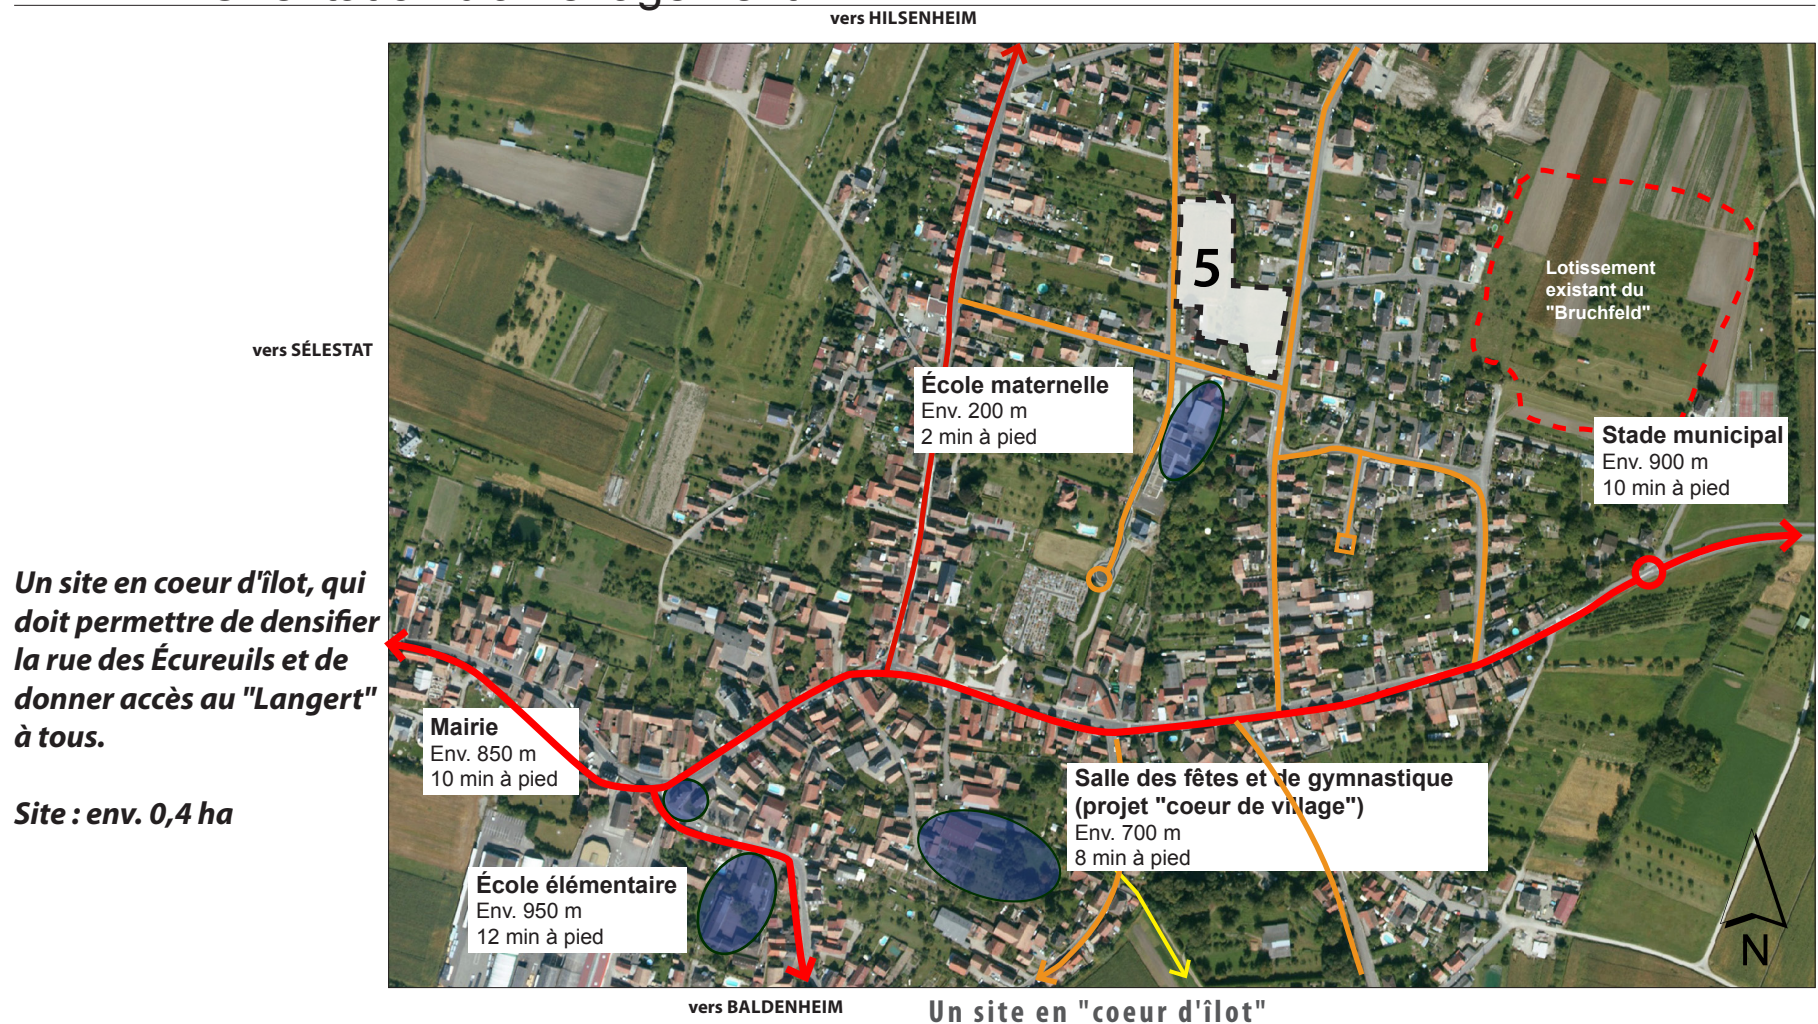 vers HILSENHEIM
5
Lotissement
existant du
"Bruchfeld"
vers SÉLESTAT
École maternelle
Env. 200 m
2 min à pied
Stade municipal
Env. 900 m
10 min à pied
Un site en coeur d'îlot, qui
doit permettre de densifier
la rue des Écureuils et de
donner accès au "Langert"
à tous.
Site : env. 0,4 ha
Mairie
Env. 850 m
10 min à pied
Salle des fêtes et de gymnastique
(projet "coeur de village")
Env. 700 m
8 min à pied
École élémentaire
Env. 950 m
12 min à pied
N
vers BALDENHEIM
Un site en "coeur d'îlot"